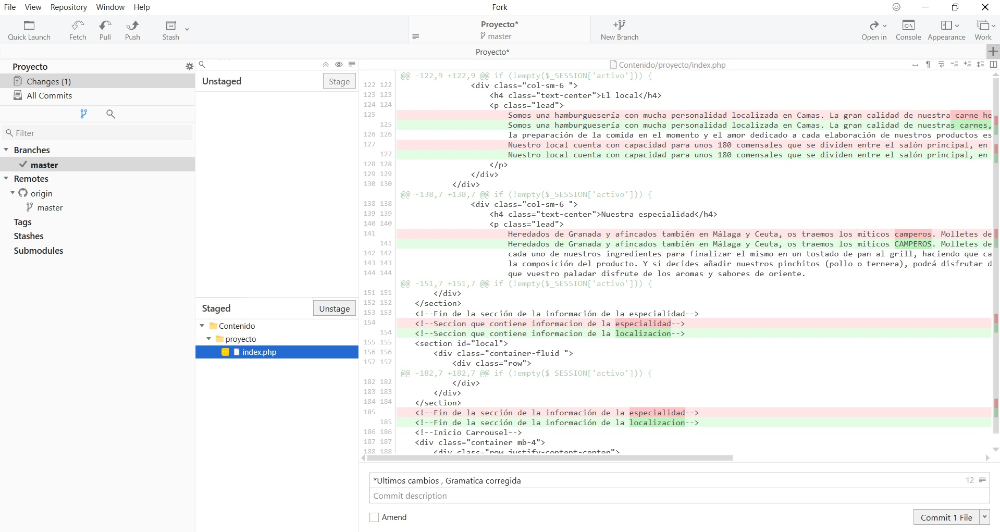 File View Repository Window Help
Fork
Quick Launch
Fetch
Pull
Push
Stash
Proyecto*
master
New Branch
Open in
Console
Appearance
Work
Proyecto*
Proyecto
Changes (1)
All Commits
Filter
Branches
master
Remotes
origin
master
Tags
Stashes
Submodules
Unstaged
Stage
Staged
Unstage
Contenido
proyecto
index.php
Contenido/proyecto/index.php
@@ -122,9 +122,9 @@ if (!empty($_SESSION['activo'])) {
122 122 <div class="col-sm-6 ">
123 123 <h4 class="text-center">El local</h4>
124 124 <p class="lead">
125 Somos una hamburguesería con mucha personalidad localizada en Camas. La gran calidad de nuestra carne he
125 Somos una hamburguesería con mucha personalidad localizada en Camas. La gran calidad de nuestras carnes,
126 126 la preparación de la comida en el momento y el amor dedicado a cada elaboración de nuestros productos es
127 Nuestro local cuenta con capacidad para unos 180 comensales que se dividen entre el salón principal, en
127 Nuestro local cuenta con capacidad para unos 180 comensales que se dividen entre el salón principal, en
128 128 </p>
129 129 </div>
130 130 </div>
@@ -138,7 +138,7 @@ if (!empty($_SESSION['activo'])) {
138 138 <div class="col-sm-6 ">
139 139 <h4 class="text-center">Nuestra especialidad</h4>
140 140 <p class="lead">
141 Heredados de Granada y afincados también en Málaga y Ceuta, os traemos los míticos camperos. Molletes de
141 Heredados de Granada y afincados también en Málaga y Ceuta, os traemos los míticos CAMPEROS. Molletes de
142 142 cada uno de nuestros ingredientes para finalizar el mismo en un tostado de pan al grill, haciendo que ca
143 143 la composición del producto. Y si decides añadir nuestros pinchitos (pollo o ternera), podrá disfrutar d
144 144 que vuestro paladar disfrute de los aromas y sabores de oriente.
@@ -151,7 +151,7 @@ if (!empty($_SESSION['activo'])) {
151 151 </div>
152 152 </section>
153 153 <!--Fin de la sección de la información de la especialidad-->
154 <!--Seccion que contiene informacion de la especialidad-->
154 <!--Seccion que contiene informacion de la localizacion-->
155 155 <section id="local">
156 156 <div class="container-fluid ">
157 157 <div class="row">
@@ -182,7 +182,7 @@ if (!empty($_SESSION['activo'])) {
182 182 </div>
183 183 </div>
184 184 </section>
185 <!--Fin de la sección de la información de la especialidad-->
185 <!--Fin de la sección de la información de la localizacion-->
186 186 <!--Inicio Carrousel-->
187 187 <div class="container mb-4">
188 188 <div class="row justify-content-center">
*Ultimos cambios , Gramatica corregida
12
Commit description
Amend
Commit 1 File